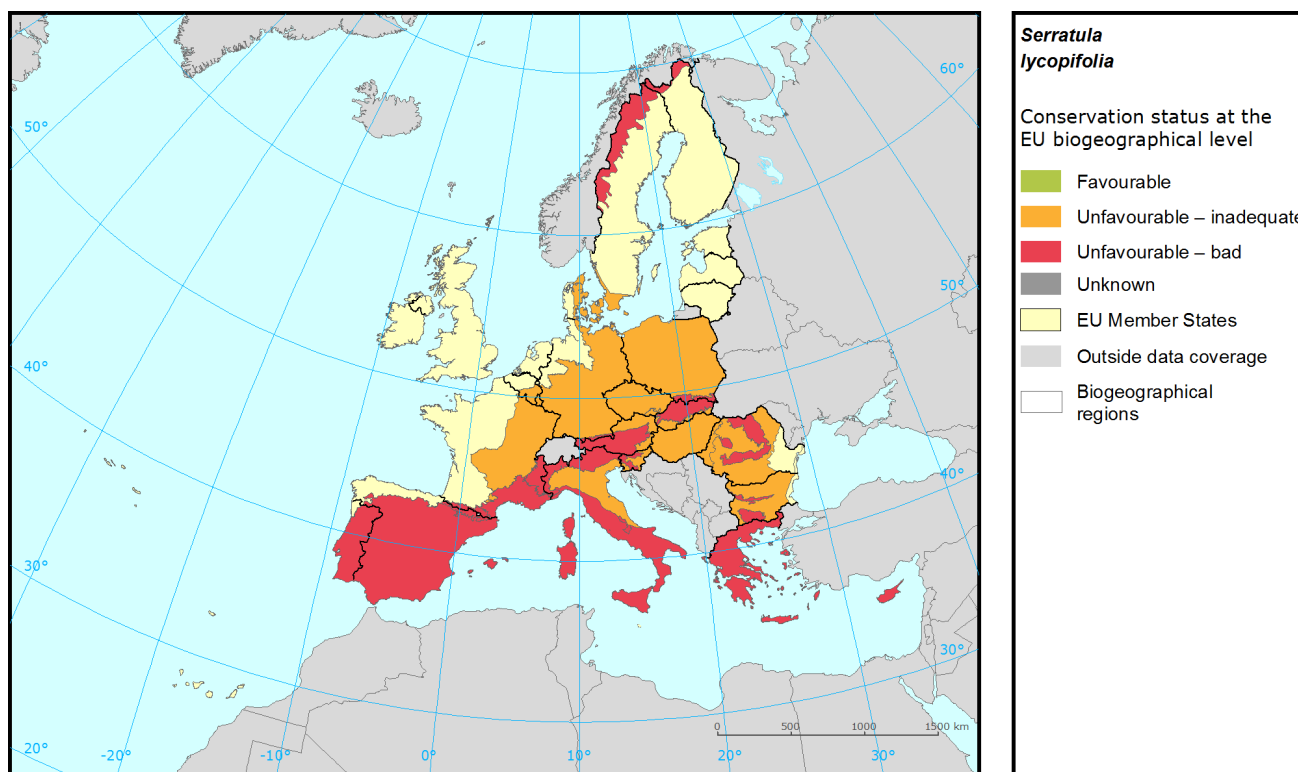 Serratula
lycopifolia
Conservation status at the
EU biogeographical level
Favourable
Unfavourable – inadequate
Unfavourable – bad
Unknown
EU Member States
Outside data coverage
Biogeographical
regions
60°
50°
50°
40°
40°
30°
30°
0 500 1000 1500 km
20° -20° -10° 0° 10° 20° 30°